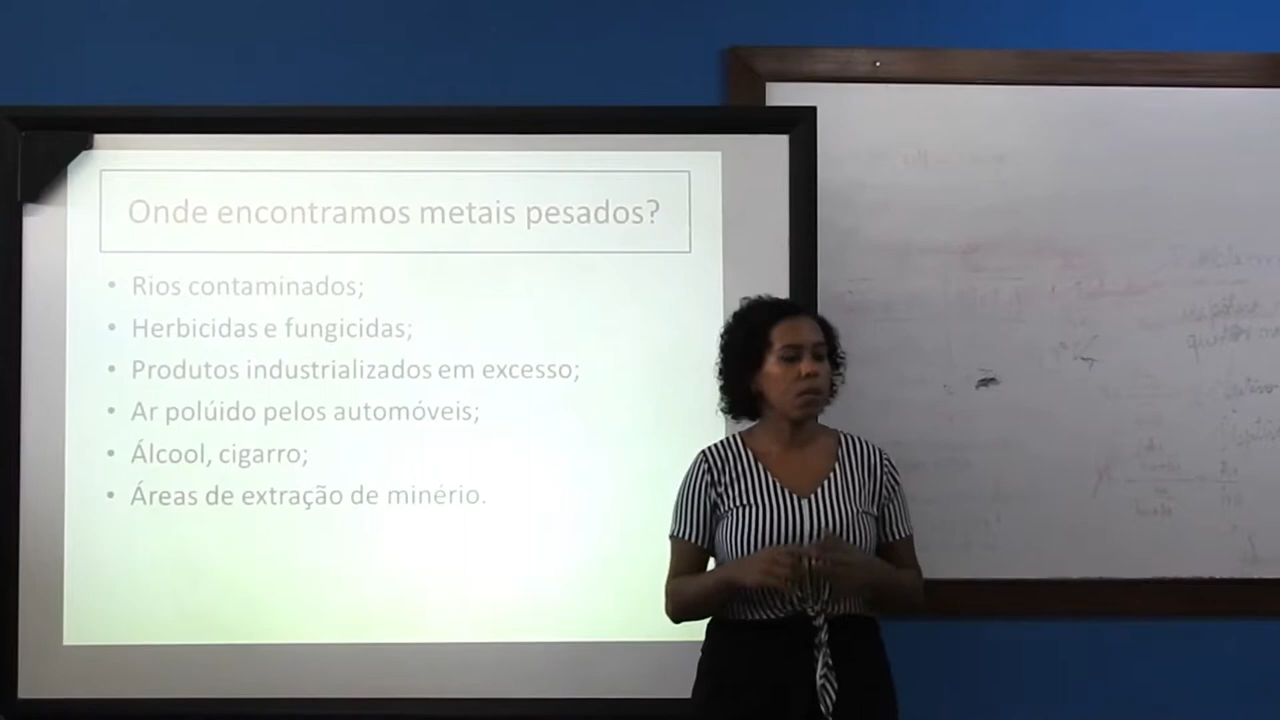 Onde encontramos metais pesados?
• Rios contaminados;
• Herbicidas e fungicidas;
• Produtos industrializados em excesso;
• Ar polúido pelos automóveis;
• Álcool, cigarro;
• Áreas de extração de minério.